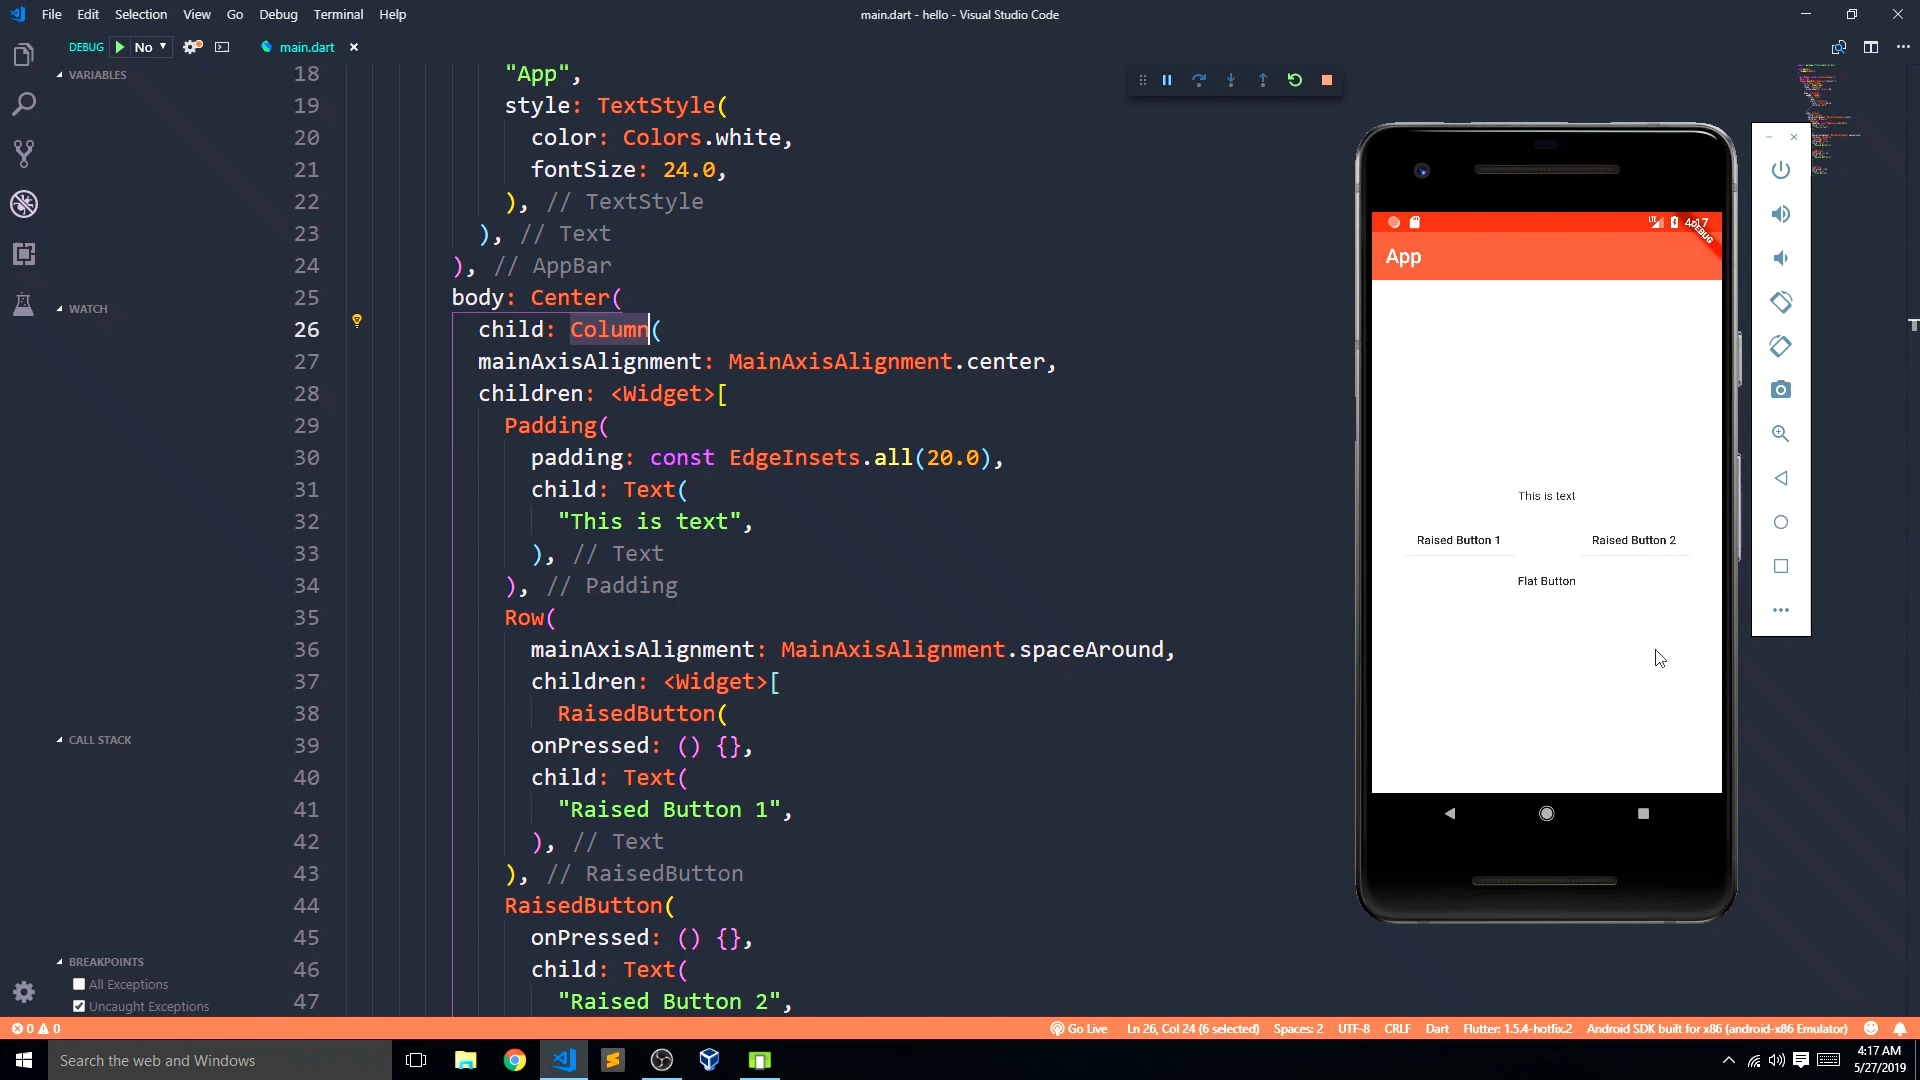 File Edit Selection View Go Debug Terminal Help
main.dart - hello - Visual Studio Code
DEBUG No
main.dart
VARIABLES
WATCH
CALL STACK
BREAKPOINTS
All Exceptions
Uncaught Exceptions
18 "App",
19 style: TextStyle(
20 color: Colors.white,
21 fontSize: 24.0,
22 ), // TextStyle
23 ), // Text
24 ), // AppBar
25 body: Center(
26 child: Column(
27 mainAxisAlignment: MainAxisAlignment.center,
28 children: <Widget>[
29 Padding(
30 padding: const EdgeInsets.all(20.0),
31 child: Text(
32 "This is text",
33 ), // Text
34 ), // Padding
35 Row(
36 mainAxisAlignment: MainAxisAlignment.spaceAround,
37 children: <Widget>[
38 RaisedButton(
39 onPressed: () {},
40 child: Text(
41 "Raised Button 1",
42 ), // Text
43 ), // RaisedButton
44 RaisedButton(
45 onPressed: () {},
46 child: Text(
47 "Raised Button 2",
LTE 4:17
DEBUG
App
This is text
Raised Button 1 Raised Button 2
Flat Button
0 0
Go Live Ln 26, Col 24 (6 selected) Spaces: 2 UTF-8 CRLF Dart Flutter: 1.5.4-hotfix.2 Android SDK built for x86 (android-x86 Emulator)
Search the web and Windows
4:17 AM
5/27/2019